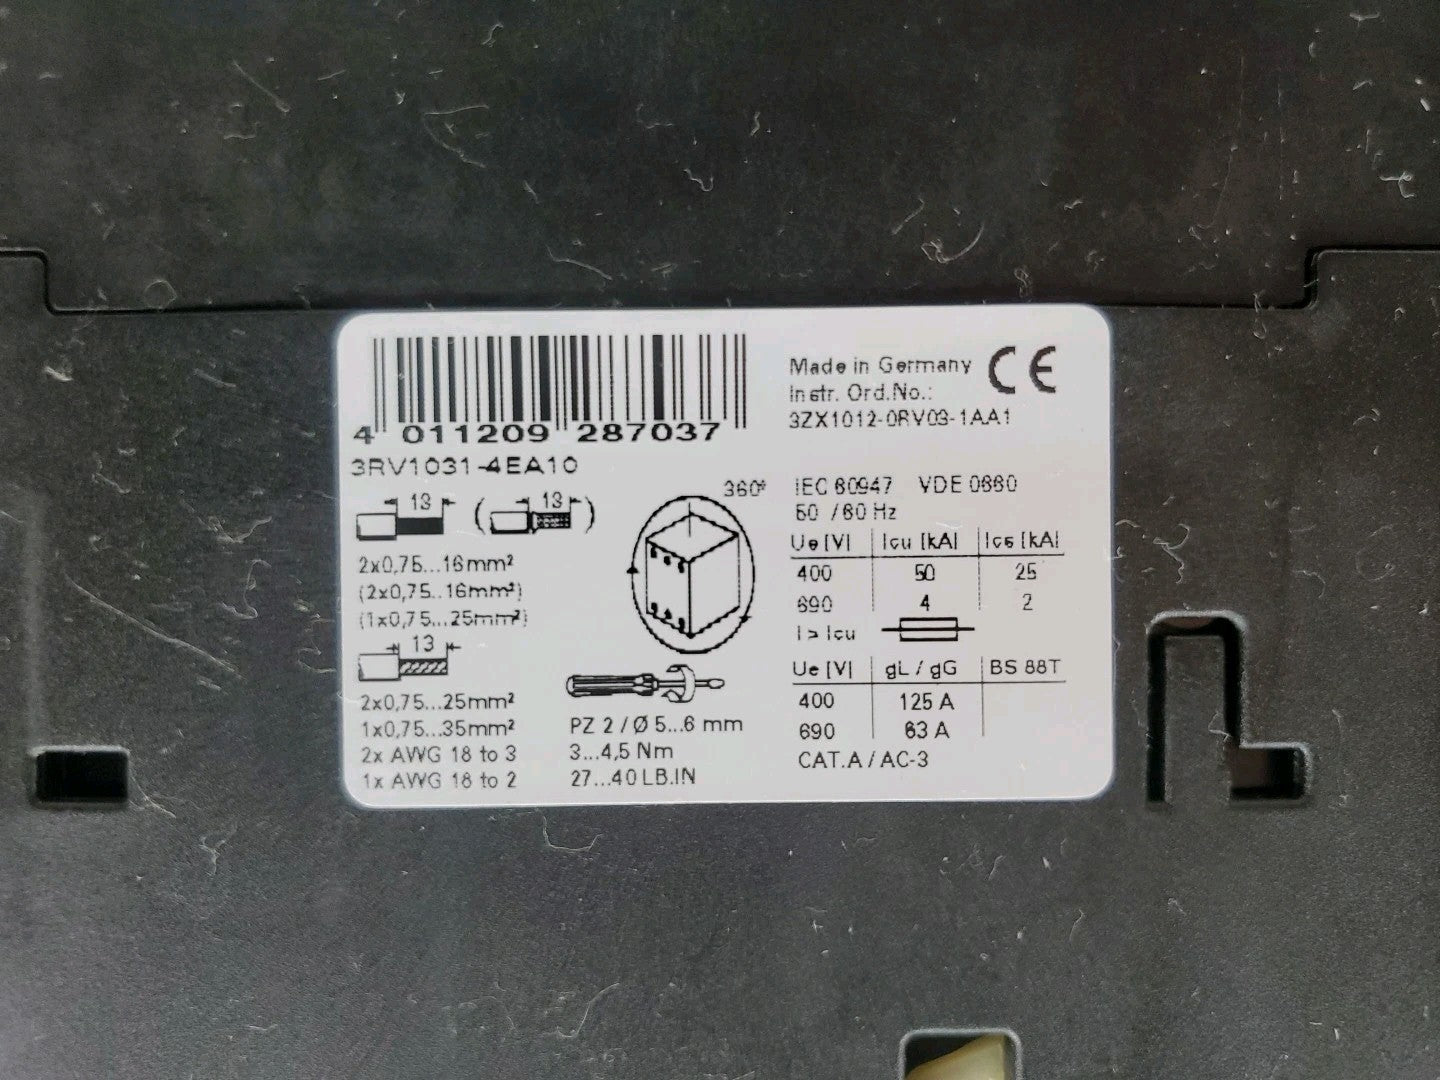 4 011209 287037
3RV1031-4EA10
13 (13)
2x0,75...16mm²
(2x0,75..16mm²)
(1x0,75...25mm²)
13
2x0,75...25mm²
1x0,75...35mm²
2x AWG 18 to 3
1x AWG 18 to 2
360°
PZ 2 / Ø 5...6 mm
3...4,5 Nm
27...40 LB.IN
Made in Germany CE
Instr. Ord.No.:
3ZX1012-0RV03-1AA1
IEC 60947 VDE 0660
50 / 60 Hz
Ue [V] Icu [kA] Ics [kA]
400 50 25
690 4 2
I > Icu
Ue [V] gL / gG BS 88T
400 125 A
690 63 A
CAT.A / AC-3